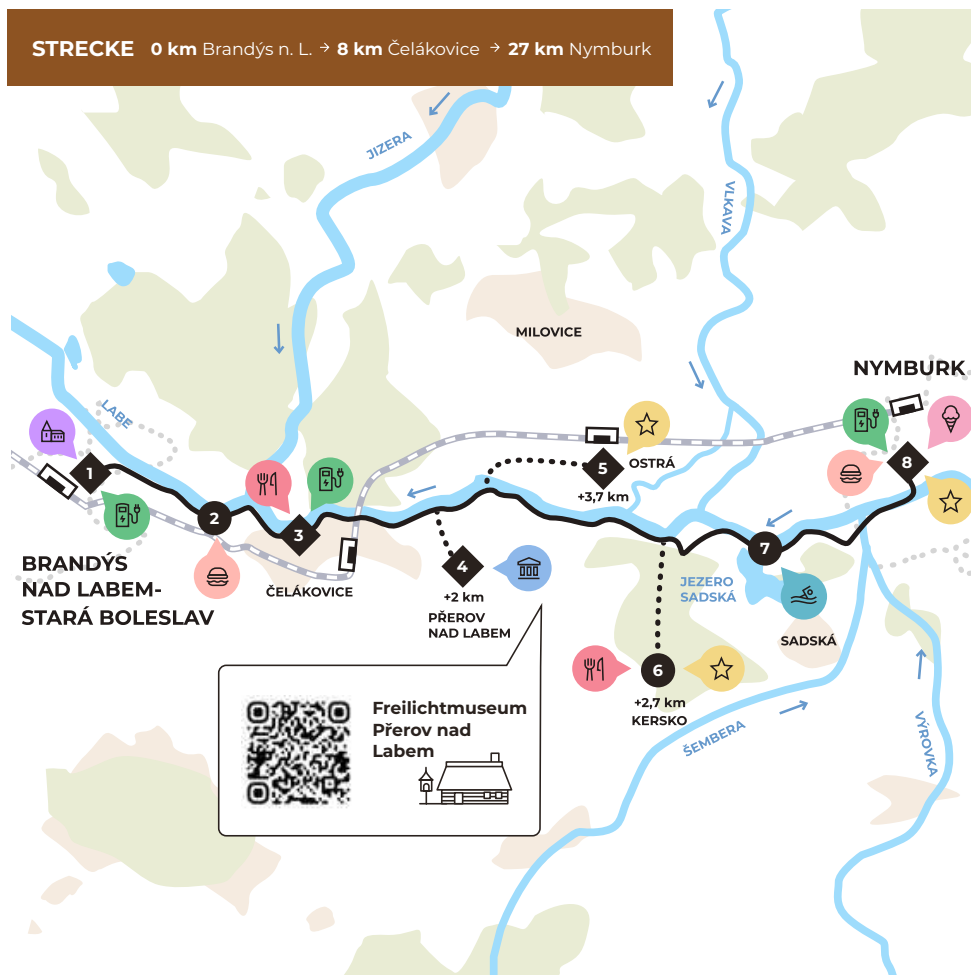 STRECKE 0 km Brandýs n. L. → 8 km Čelákovice → 27 km Nymburk
JIZERA
VLKAVA
MILOVICE
NYMBURK
LABE
1
5
OSTRÁ
+3,7 km
8
2
3
7
BRANDÝS
NAD LABEM-
STARÁ BOLESLAV
ČELÁKOVICE
4
+2 km
PŘEROV
NAD LABEM
JEZERO
SADSKÁ
SADSKÁ
6
+2,7 km
KERSKO
ŠEMBERA
VÝROVKA
Freilichtmuseum
Přerov nad
Labem